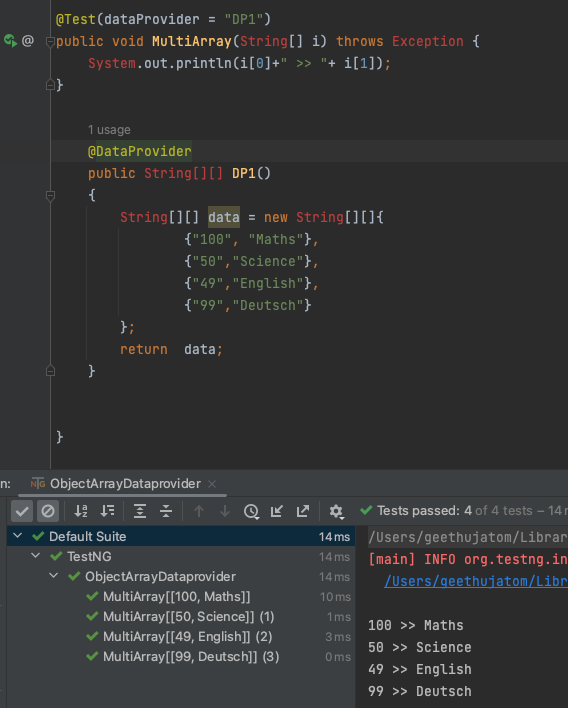 @Test(dataProvider = "DP1")
public void MultiArray(String[] i) throws Exception {
System.out.println(i[0]+" >> "+ i[1]);
}
1 usage
@DataProvider
public String[][] DP1()
{
String[][] data = new String[][]{
{"100", "Maths"},
{"50","Science"},
{"49","English"},
{"99","Deutsch"}
};
return  data;
}
}
n:
ObjectArrayDataprovider
Tests passed: 4 of 4 tests – 14 m
Default Suite 14 ms
TestNG 14 ms
ObjectArrayDataprovider 14 ms
MultiArray[[100, Maths]] 10 ms
MultiArray[[50, Science]] (1) 1 ms
MultiArray[[49, English]] (2) 3 ms
MultiArray[[99, Deutsch]] (3) 0 ms
/Users/geethujatom/Librar
[main] INFO org.testng.in
/Users/geethujatom/Libr
100 >> Maths
50 >> Science
49 >> English
99 >> Deutsch